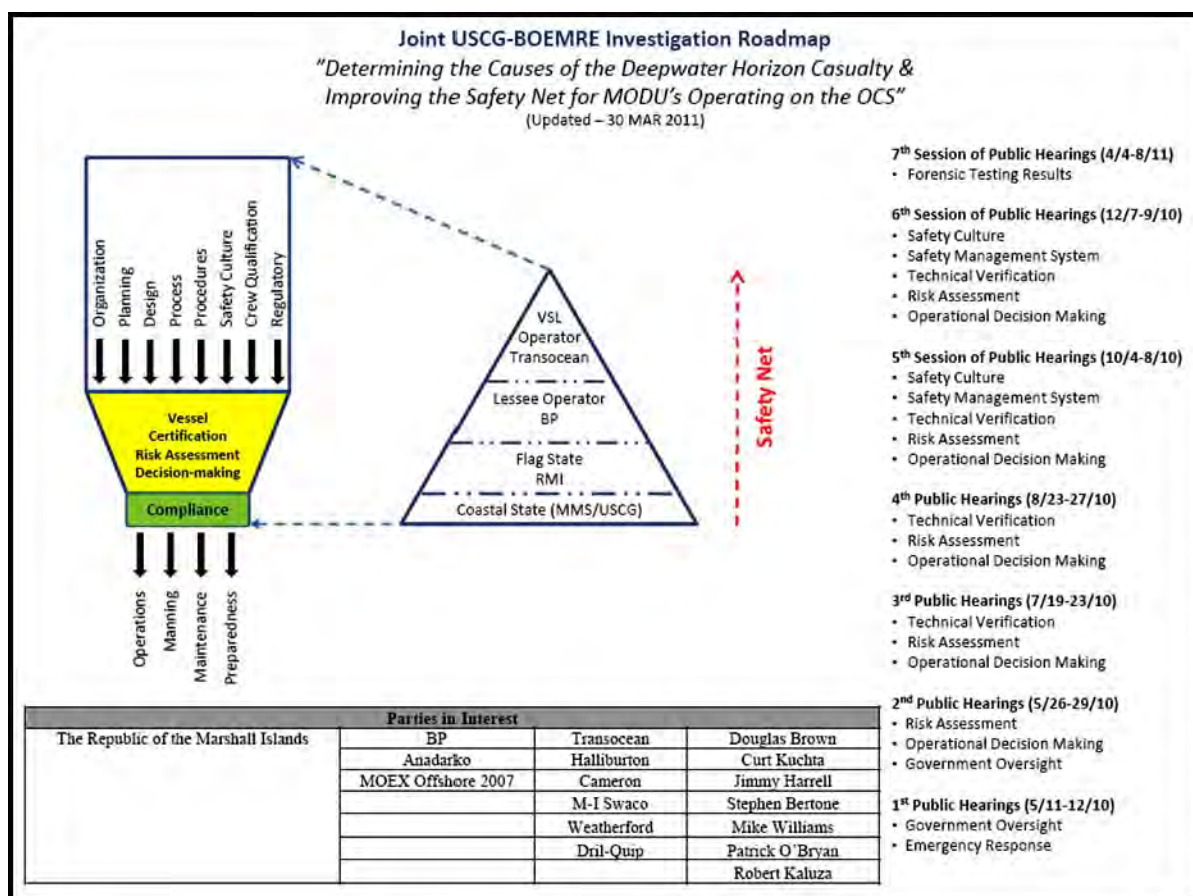 Joint USCG-BOEMRE Investigation Roadmap
"Determining the Causes of the Deepwater Horizon Casualty &
Improving the Safety Net for MODU's Operating on the OCS"
(Updated – 30 MAR 2011)
Organization
Planning
Design
Process
Procedures
Safety Culture
Crew Qualification
Regulatory
Vessel
Certification
Risk Assessment
Decision-making
Compliance
Operations
Manning
Maintenance
Preparedness
VSL
Operator
Transocean
Lessee Operator
BP
Flag State
RMI
Coastal State (MMS/USCG)
Safety Net
7th Session of Public Hearings (4/4-8/11)
• Forensic Testing Results
6th Session of Public Hearings (12/7-9/10)
• Safety Culture
• Safety Management System
• Technical Verification
• Risk Assessment
• Operational Decision Making
5th Session of Public Hearings (10/4-8/10)
• Safety Culture
• Safety Management System
• Technical Verification
• Risk Assessment
• Operational Decision Making
4th Public Hearings (8/23-27/10)
• Technical Verification
• Risk Assessment
• Operational Decision Making
3rd Public Hearings (7/19-23/10)
• Technical Verification
• Risk Assessment
• Operational Decision Making
2nd Public Hearings (5/26-29/10)
• Risk Assessment
• Operational Decision Making
• Government Oversight
1st Public Hearings (5/11-12/10)
• Government Oversight
• Emergency Response
Parties in Interest
The Republic of the Marshall Islands BP Transocean Douglas Brown
Anadarko Halliburton Curt Kuchta
MOEX Offshore 2007 Cameron Jimmy Harrell
M-I Swaco Stephen Bertone
Weatherford Mike Williams
Dril-Quip Patrick O'Bryan
Robert Kaluza